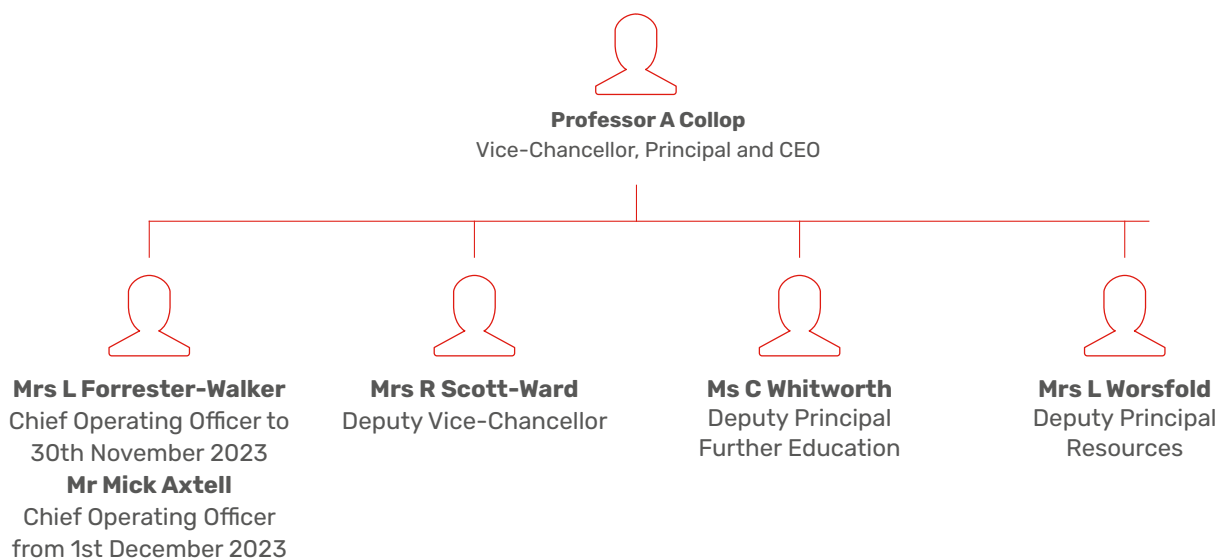 Professor A Collop
Vice-Chancellor, Principal and CEO
Mrs L Forrester-Walker
Chief Operating Officer to
30th November 2023
Mr Mick Axtell
Chief Operating Officer
from 1st December 2023
Mrs R Scott-Ward
Deputy Vice-Chancellor
Ms C Whitworth
Deputy Principal
Further Education
Mrs L Worsfold
Deputy Principal
Resources